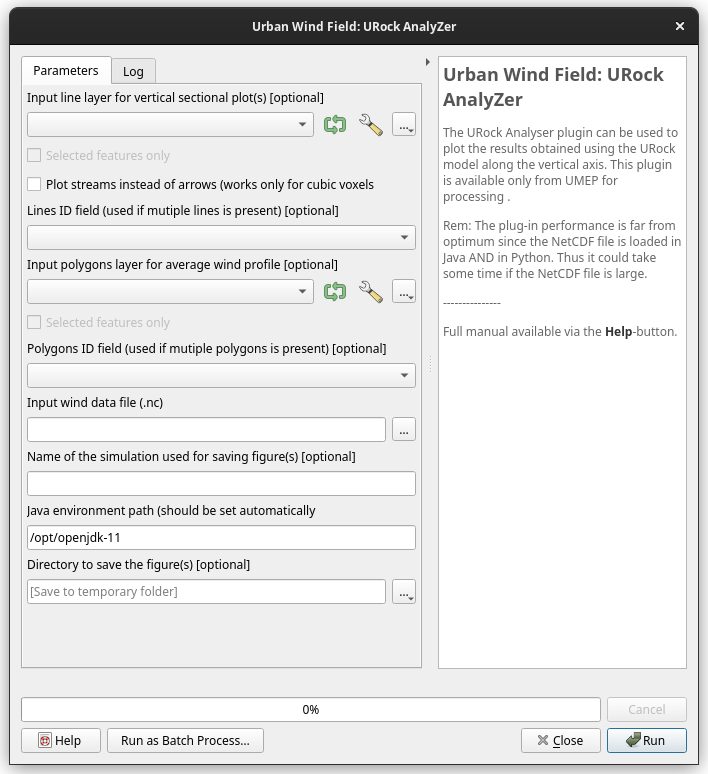 Urban Wind Field: URock AnalyZer
Parameters
Log
Input line layer for vertical sectional plot(s) [optional]
...
Selected features only
Plot streams instead of arrows (works only for cubic voxels
Lines ID field (used if mutiple lines is present) [optional]
Input polygons layer for average wind profile [optional]
...
Selected features only
Polygons ID field (used if mutiple polygons is present) [optional]
Input wind data file (.nc)
...
Name of the simulation used for saving figure(s) [optional]
Java environment path (should be set automatically
/opt/openjdk-11
Directory to save the figure(s) [optional]
[Save to temporary folder]
...
Urban Wind Field: URock
AnalyZer
The URock Analyser plugin can be used to
plot the results obtained using the URock
model along the vertical axis. This plugin
is available only from UMEP for
processing .
Rem: The plug-in performance is far from
optimum since the NetCDF file is loaded in
Java AND in Python. Thus it could take
some time if the NetCDF file is large.
---------------
Full manual available via the Help-button.
0%
Cancel
Help
Run as Batch Process...
Close
Run